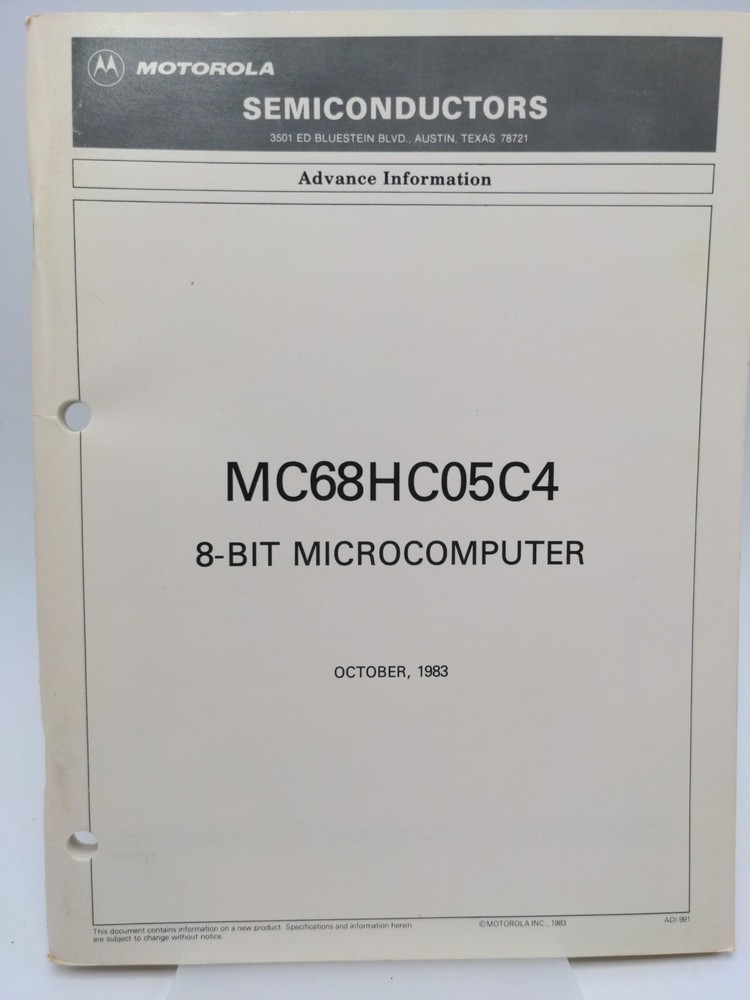 MOTOROLA
SEMICONDUCTORS
3501 ED BLUESTEIN BLVD., AUSTIN, TEXAS 78721
Advance Information
MC68HC05C4
8-BIT MICROCOMPUTER
OCTOBER, 1983
This document contains information on a new product. Specifications and information herein
are subject to change without notice.
©MOTOROLA INC., 1983
ADI-991